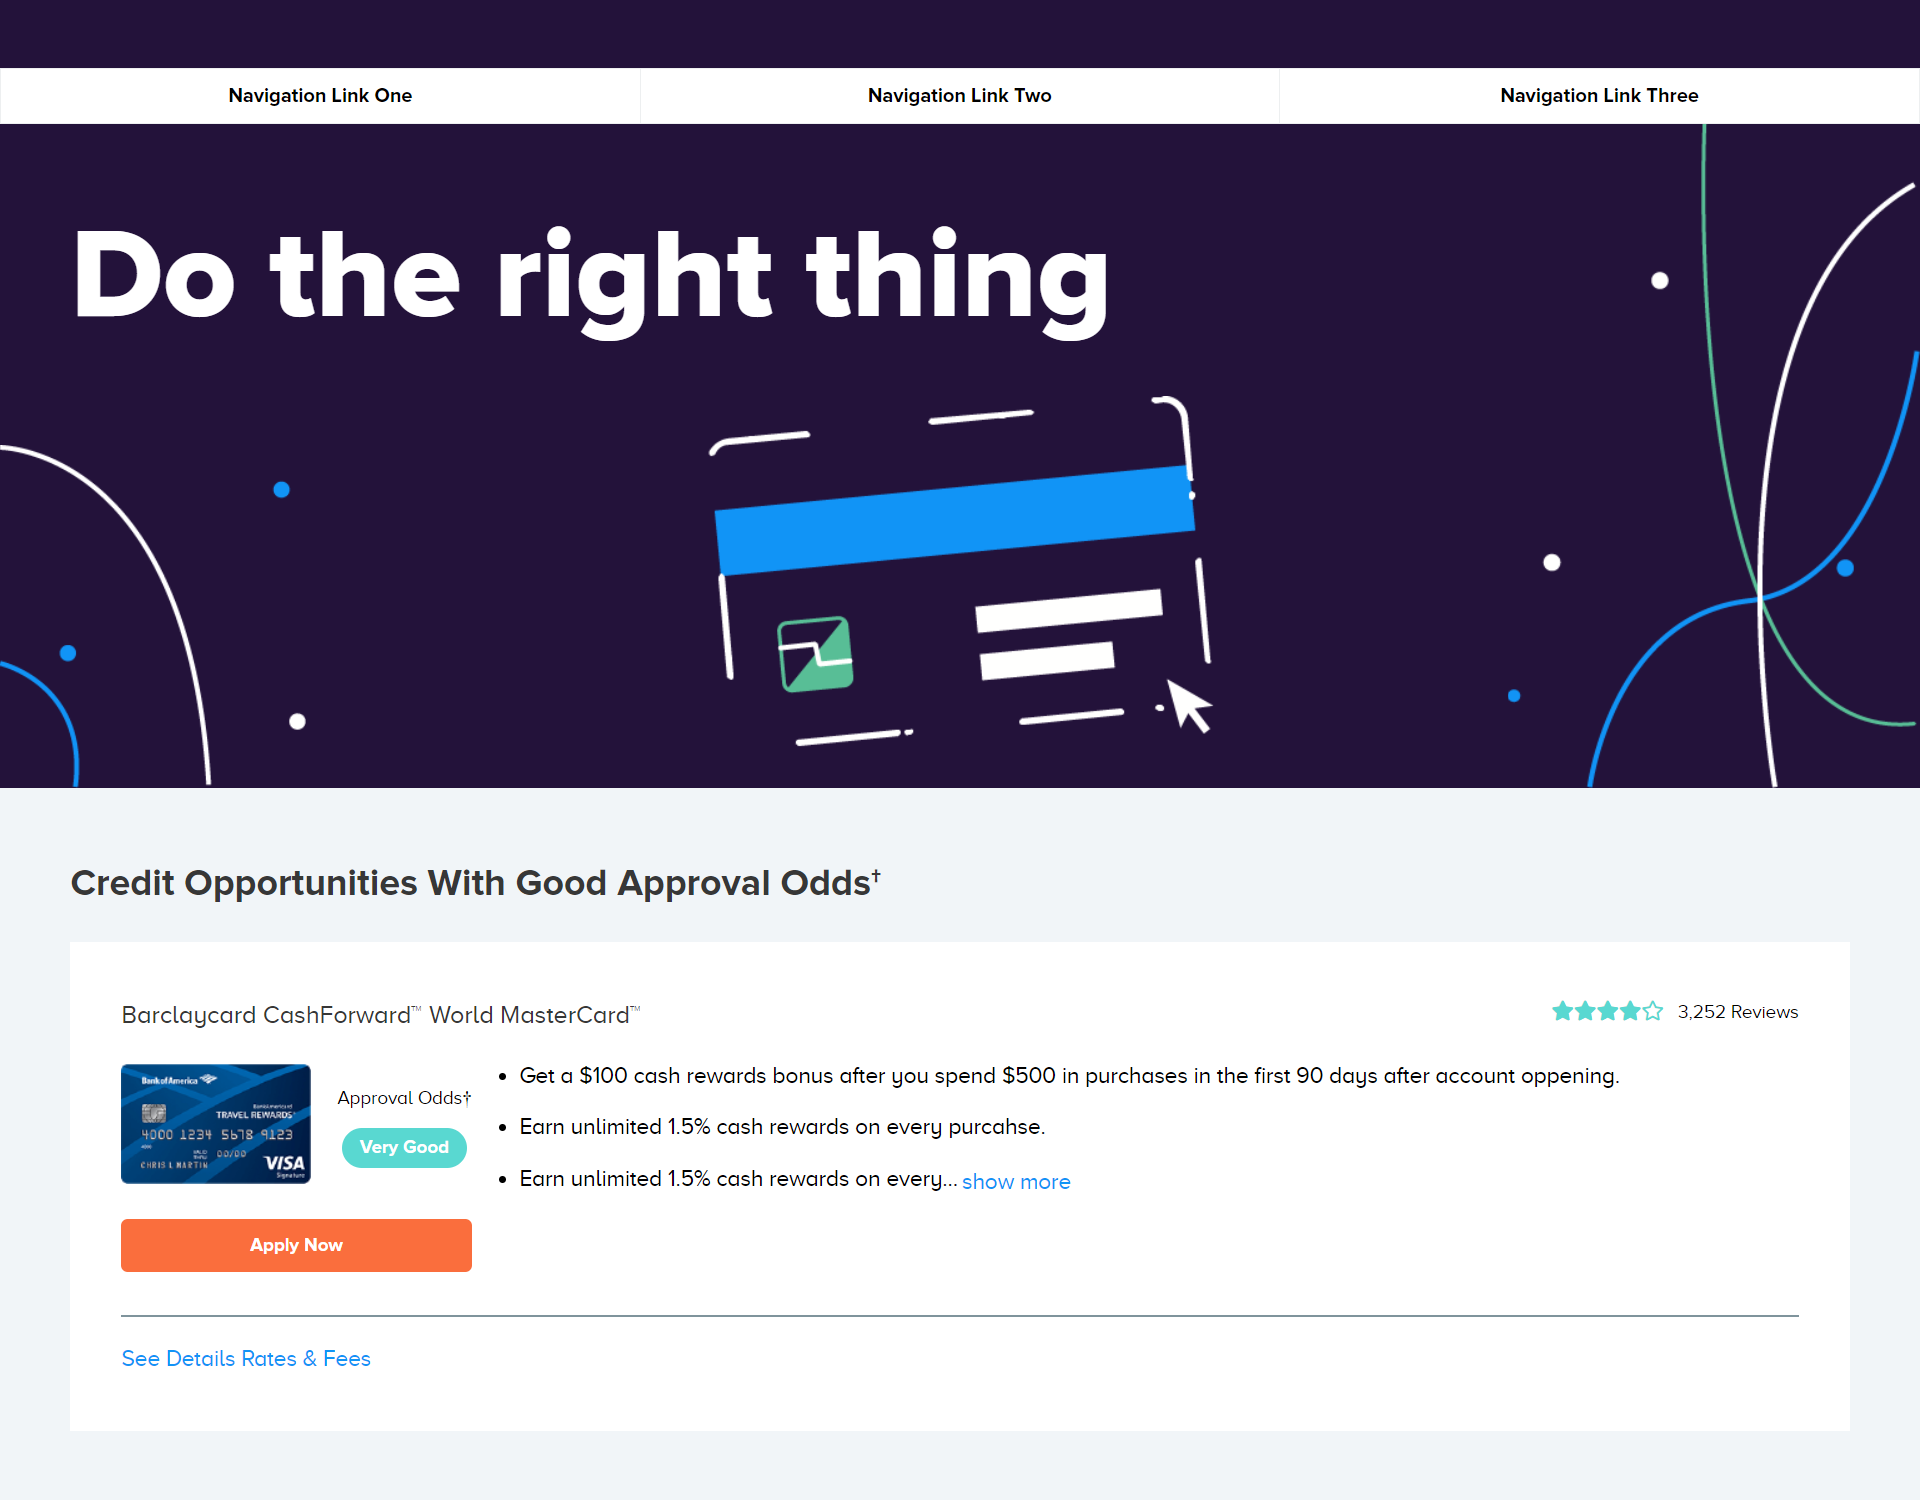 Navigation Link One
Navigation Link Two
Navigation Link Three
Do the right thing
Credit Opportunities With Good Approval Odds†
Barclaycard CashForward™ World MasterCard™
3,252 Reviews
BankofAmerica
TRAVEL REWARDS
4000 1234 5678 9123
00/00
CHRIS L MARTIN
VISA
Signature
Approval Odds†
Very Good
• Get a $100 cash rewards bonus after you spend $500 in purchases in the first 90 days after account oppening.
• Earn unlimited 1.5% cash rewards on every purcahse.
• Earn unlimited 1.5% cash rewards on every... show more
Apply Now
See Details Rates & Fees